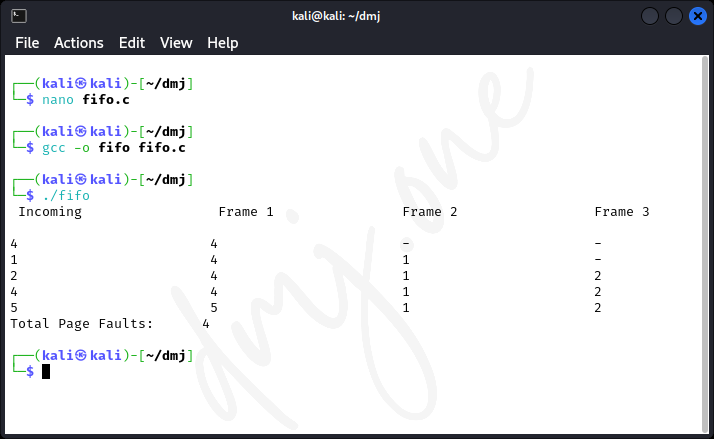 kali@kali: ~/dmj
File Actions Edit View Help
┌──(kali㉿kali)-[~/dmj]
└─$ nano fifo.c
┌──(kali㉿kali)-[~/dmj]
└─$ gcc -o fifo fifo.c
┌──(kali㉿kali)-[~/dmj]
└─$ ./fifo
Incoming Frame 1 Frame 2 Frame 3
4 4 - -
1 4 1 -
2 4 1 2
4 4 1 2
5 5 1 2
Total Page Faults: 4
┌──(kali㉿kali)-[~/dmj]
└─$
dmj.one